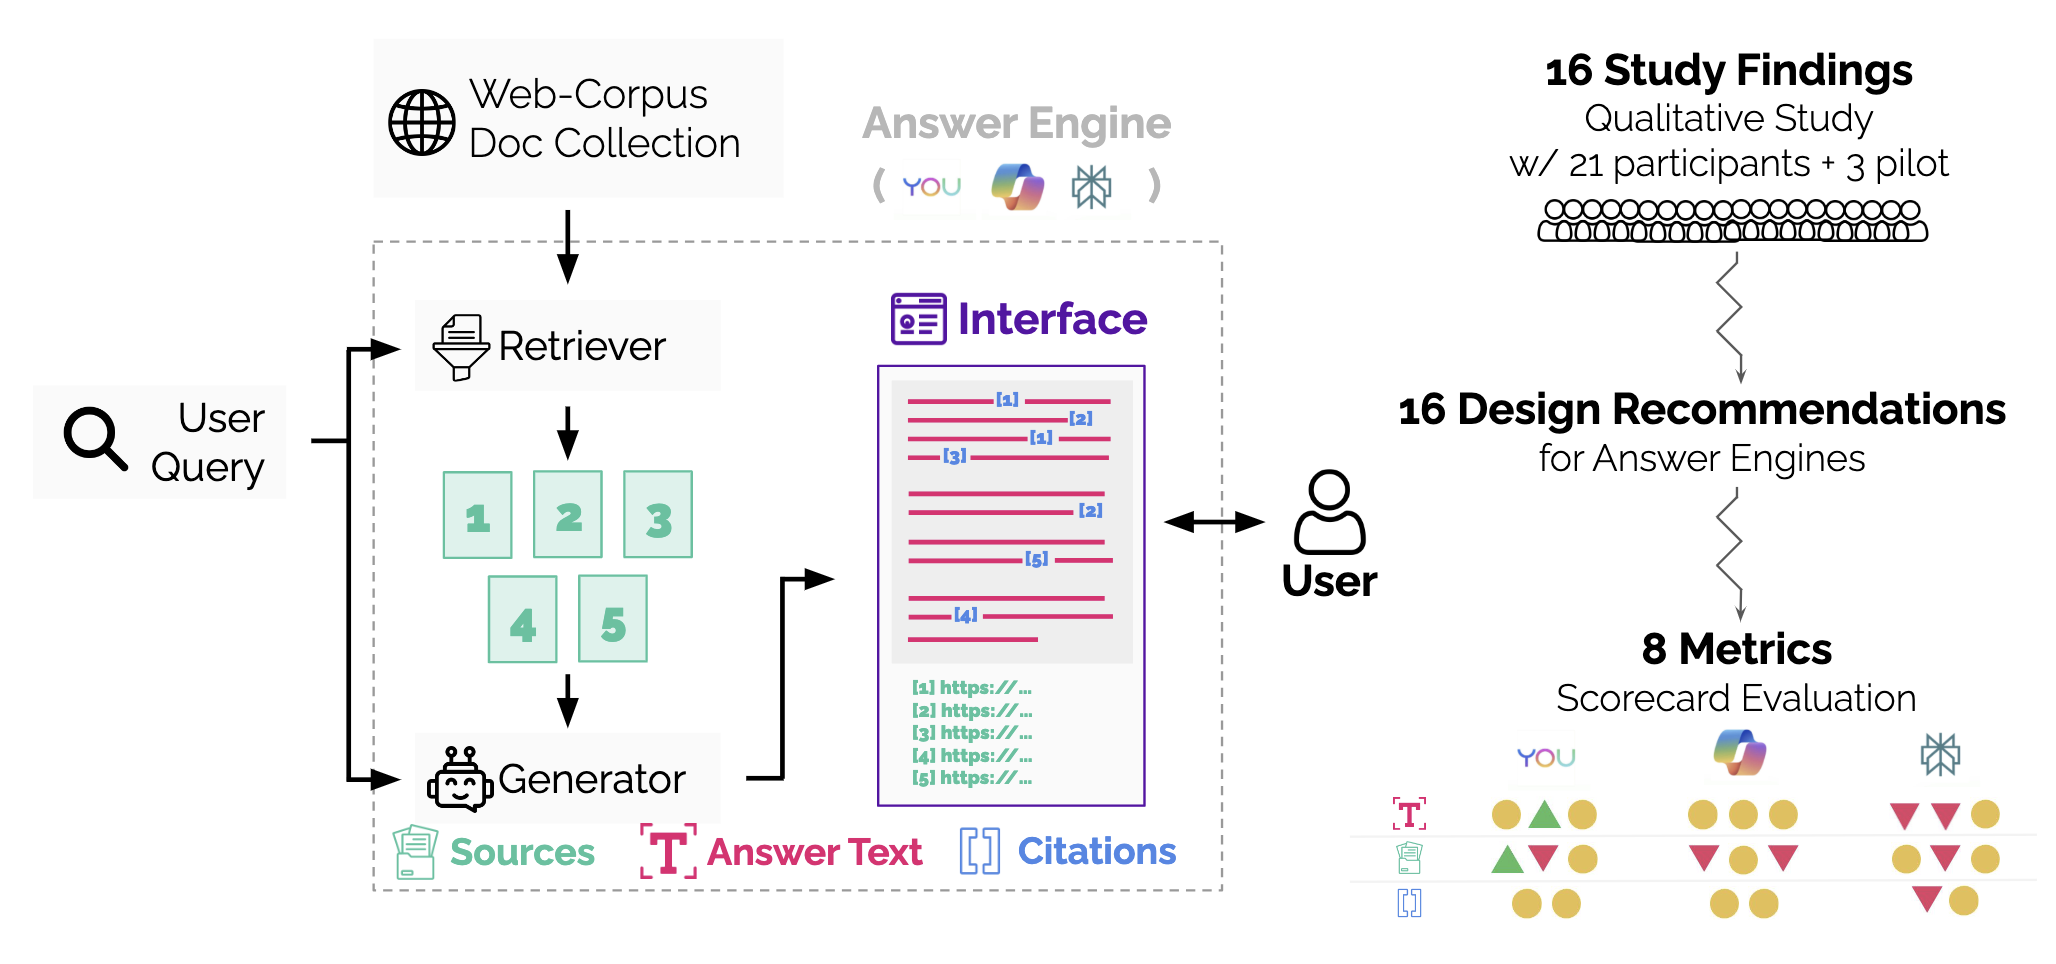 Web-Corpus
Doc Collection
Answer Engine
( YOU )
Retriever
Interface
User
Query
1 2 3
4 5
[1]
[2]
[1]
[3]
[2]
[5]
[4]
[1] https://...
[2] https://...
[3] https://...
[4] https://...
[5] https://...
Generator
Sources
T Answer Text
[] Citations
User
16 Study Findings
Qualitative Study
w/ 21 participants + 3 pilot
16 Design Recommendations
for Answer Engines
8 Metrics
Scorecard Evaluation
YOU
T
[]